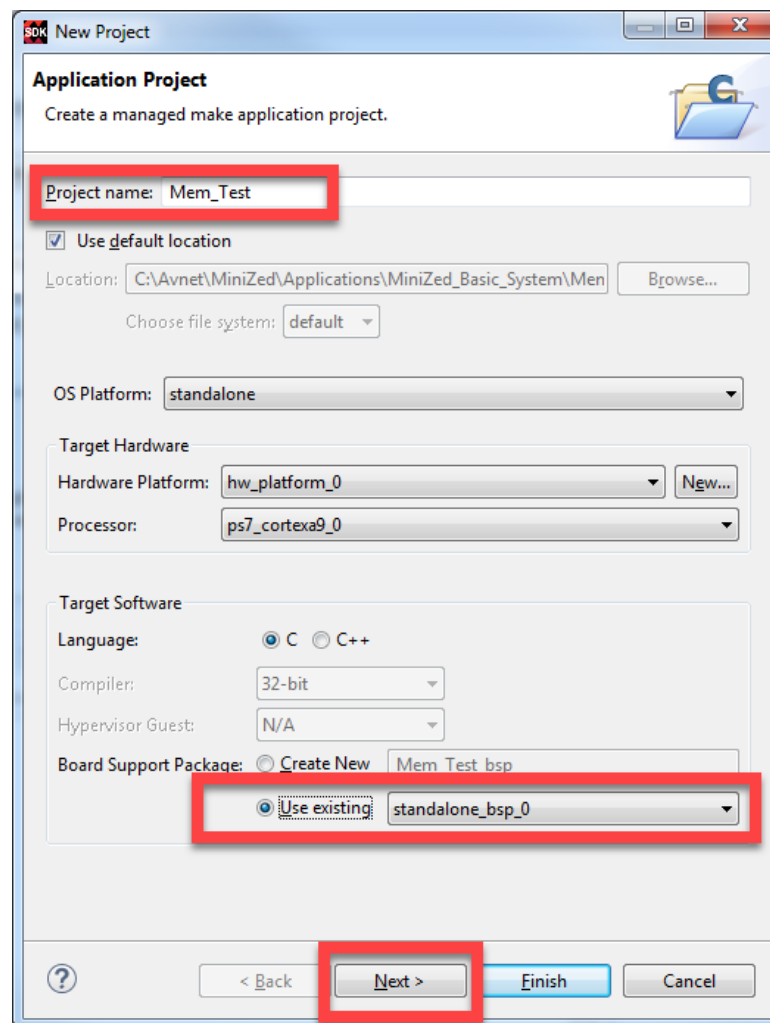 SDK New Project
Application Project
Create a managed make application project.
Project name: Mem_Test
Use default location
Location: C:\Avnet\MiniZed\Applications\MiniZed_Basic_System\Men Browse...
Choose file system: default
OS Platform: standalone
Target Hardware
Hardware Platform: hw_platform_0 New...
Processor: ps7_cortexa9_0
Target Software
Language: C C++
Compiler: 32-bit
Hypervisor Guest: N/A
Board Support Package: Create New Mem_Test_bsp
Use existing standalone_bsp_0
? < Back Next > Finish Cancel